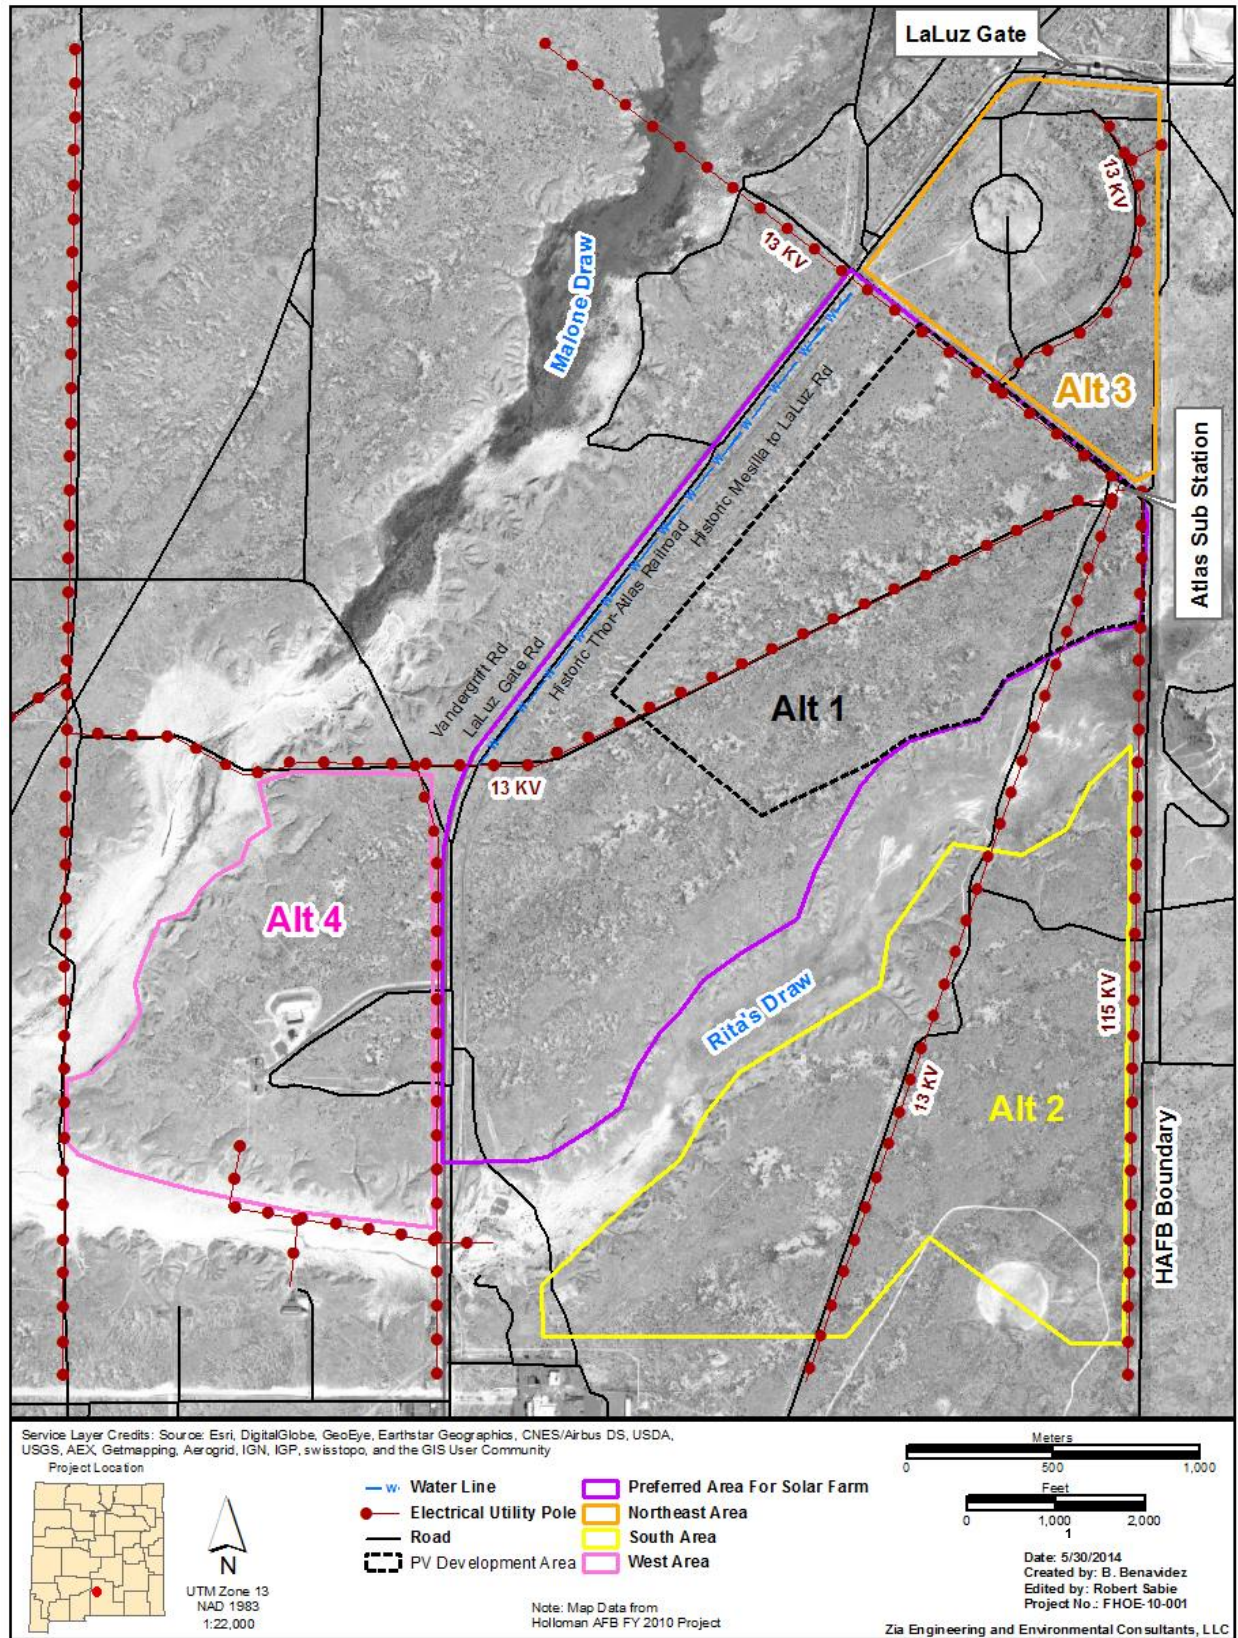 LaLuz Gate
13 KV
13 KV
Malone Draw
Alt 3
Historic Mesilla to LaLuz Rd
Atlas Sub Station
Historic Thor-Atlas Railroad
Vandergrift Rd
LaLuz Gate Rd
Alt 1
13 KV
Alt 4
Rita's Draw
115 KV
13 KV
Alt 2
HAFB Boundary
Service Layer Credits: Source: Esri, DigitalGlobe, GeoEye, Earthstar Geographics, CNES/Airbus DS, USDA,
USGS, AEX, Getmapping, Aerogrid, IGN, IGP, swisstopo, and the GIS User Community
Project Location
N
UTM Zone 13
NAD 1983
1:22,000
w Water Line
Electrical Utility Pole
Road
PV Development Area
Preferred Area For Solar Farm
Northeast Area
South Area
West Area
Note: Map Data from
Holloman AFB FY 2010 Project
Meters
0 500 1,000
Feet
0 1,000 2,000
1
Date: 5/30/2014
Created by: B. Benavidez
Edited by: Robert Sabie
Project No.: FHOE-10-001
Zia Engineering and Environmental Consultants, LLC